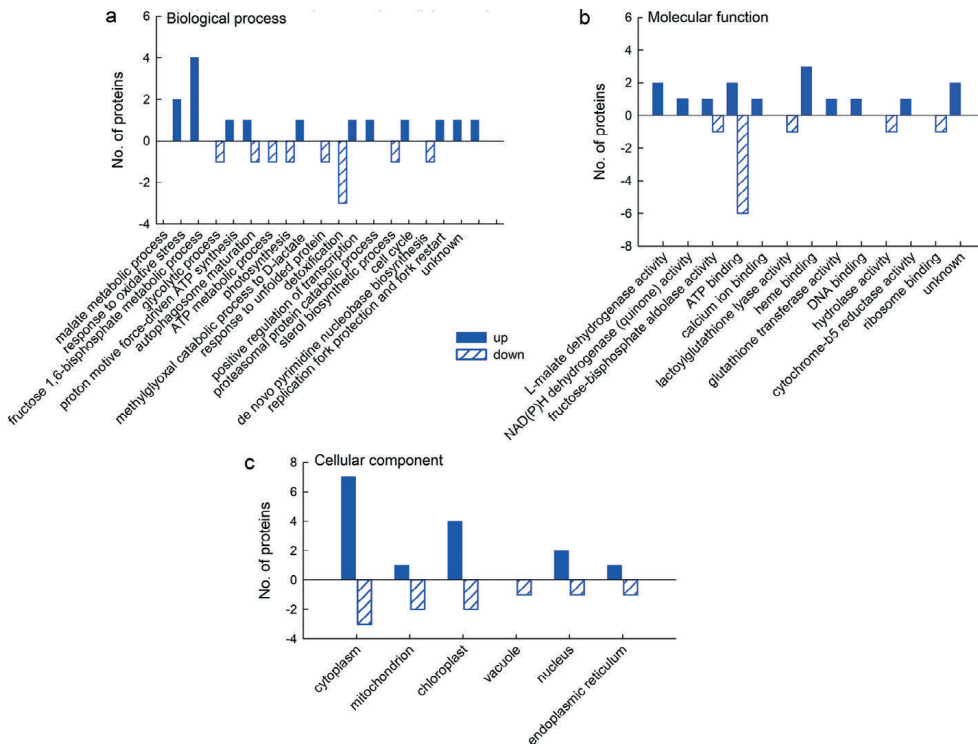 a Biological process
6
4
2
0
-2
-4
No. of proteins
malate metabolic process
response to oxidative stress
fructose 1,6-bisphosphate metabolic process
glycolytic process
proton motive force-driven ATP synthesis
autophagosome maturation
ATP metabolic process
photosynthesis
methylglyoxal catabolic process to D-lactate
response to unfolded protein
detoxification
positive regulation of transcription
proteasomal protein catabolic process
sterol biosynthetic process
cell cycle
de novo pyrimidine nucleobase biosynthesis
replication fork protection and fork restart
unknown
b Molecular function
6
4
2
0
-2
-4
-6
-8
No. of proteins
L-malate dehydrogenase activity
NAD(P)H dehydrogenase (quinone) activity
fructose-bisphosphate aldolase activity
ATP binding
calcium ion binding
lactoylglutathione lyase activity
heme binding
glutathione transferase activity
DNA binding
hydrolase activity
cytochrome-b5 reductase activity
ribosome binding
unknown
up
down
c Cellular component
8
6
4
2
0
-2
-4
No. of proteins
cytoplasm
mitochondrion
chloroplast
vacuole
nucleus
endoplasmic reticulum